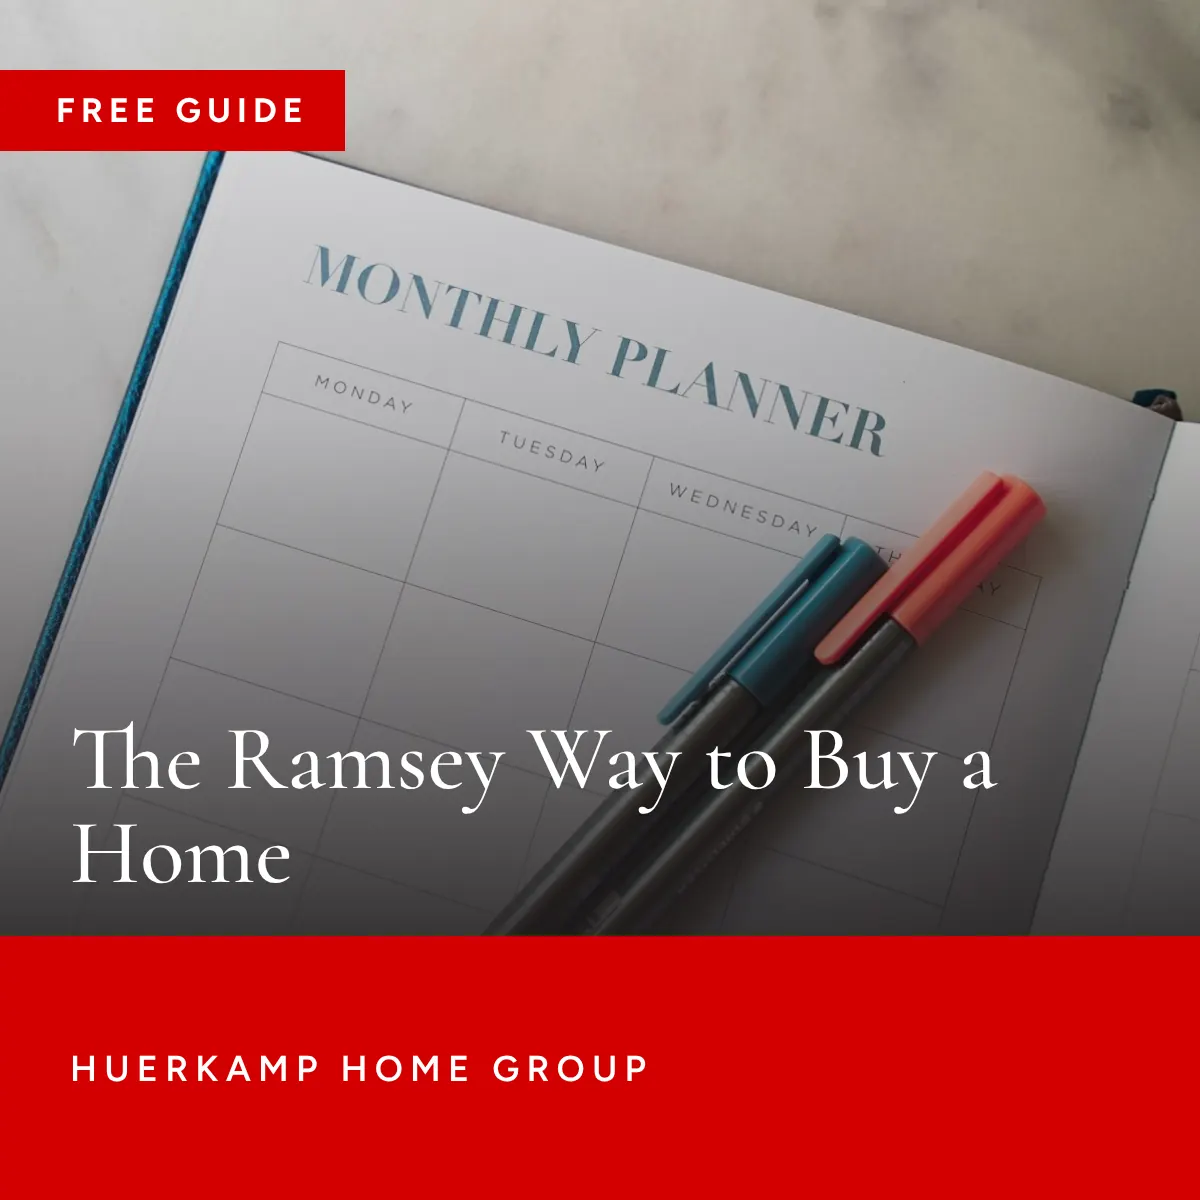 FREE GUIDE
MONTHLY PLANNER
MONDAY
TUESDAY
WEDNESDAY
The Ramsey Way to Buy a
Home
HUERKAMP HOME GROUP